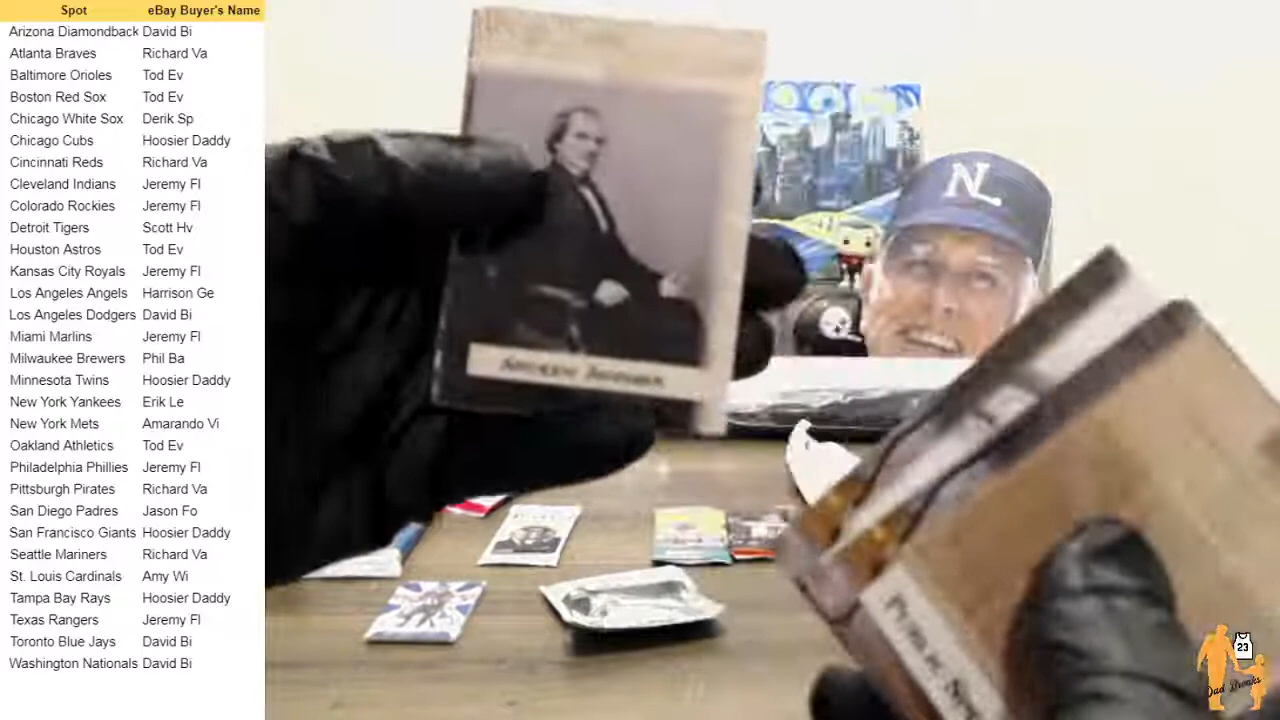 Spot eBay Buyer's Name
Arizona Diamondback David Bi
Atlanta Braves Richard Va
Baltimore Orioles Tod Ev
Boston Red Sox Tod Ev
Chicago White Sox Derik Sp
Chicago Cubs Hoosier Daddy
Cincinnati Reds Richard Va
Cleveland Indians Jeremy Fl
Colorado Rockies Jeremy Fl
Detroit Tigers Scott Hv
Houston Astros Tod Ev
Kansas City Royals Jeremy Fl
Los Angeles Angels Harrison Ge
Los Angeles Dodgers David Bi
Miami Marlins Jeremy Fl
Milwaukee Brewers Phil Ba
Minnesota Twins Hoosier Daddy
New York Yankees Erik Le
New York Mets Amarando Vi
Oakland Athletics Tod Ev
Philadelphia Phillies Jeremy Fl
Pittsburgh Pirates Richard Va
San Diego Padres Jason Fo
San Francisco Giants Hoosier Daddy
Seattle Mariners Richard Va
St. Louis Cardinals Amy Wi
Tampa Bay Rays Hoosier Daddy
Texas Rangers Jeremy Fl
Toronto Blue Jays David Bi
Washington Nationals David Bi
Andrew Johnson
NL
Public
23
Dad Breaks